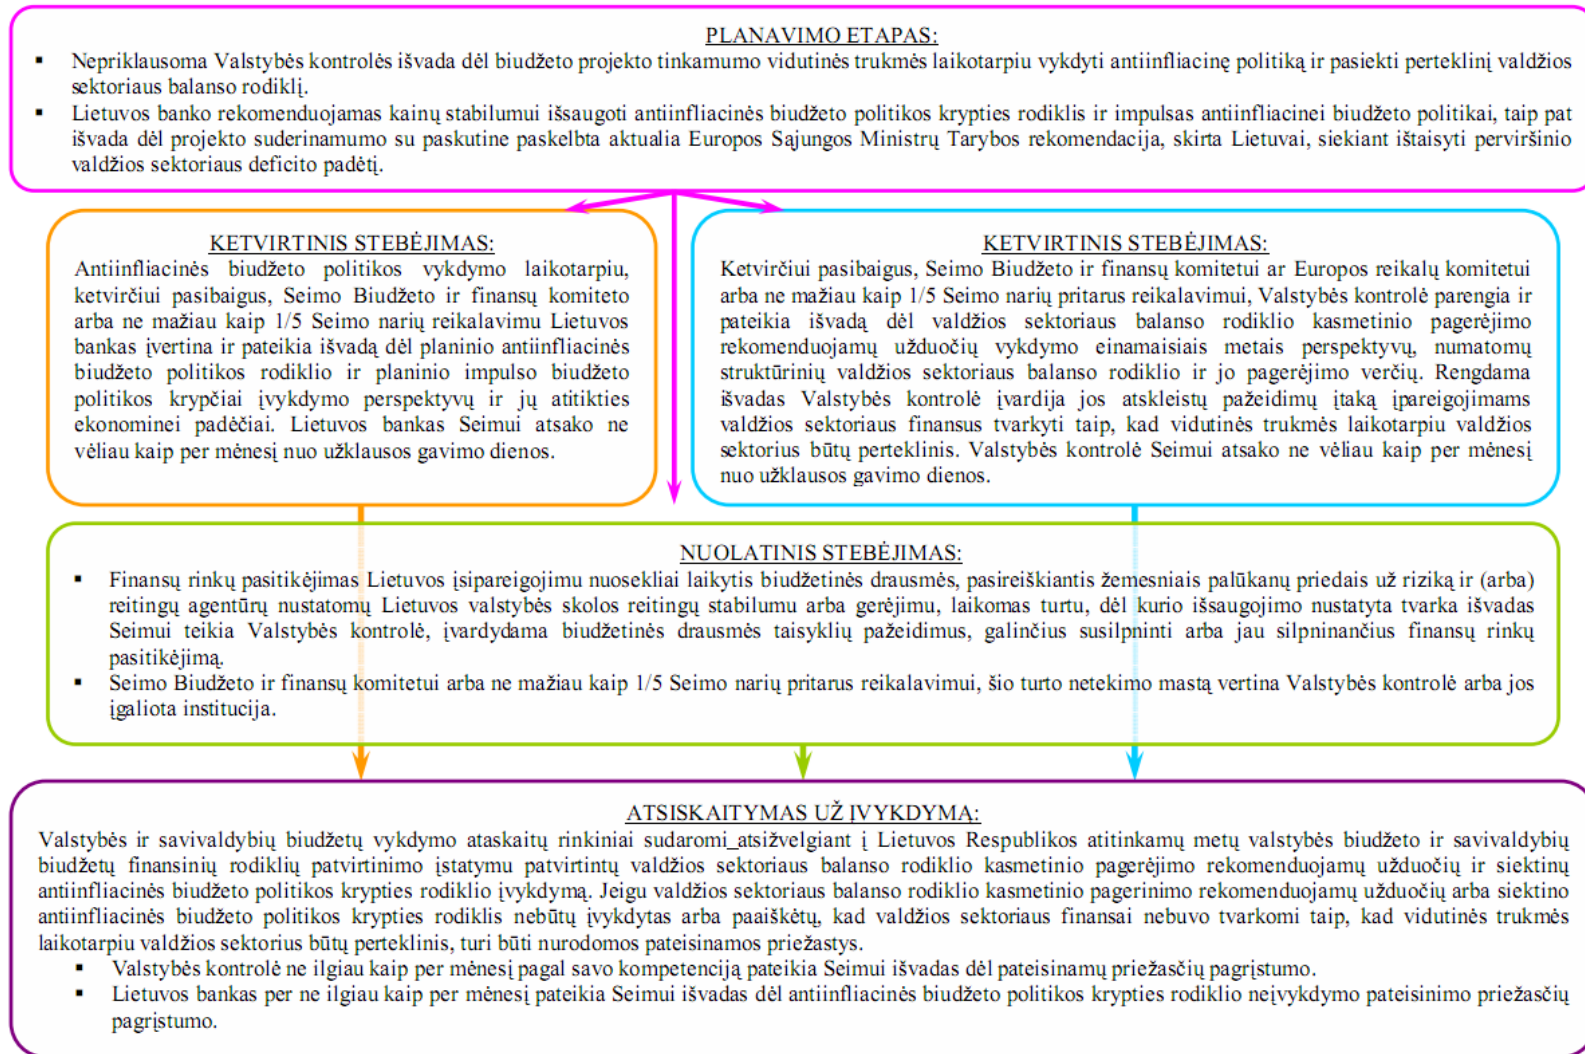 PLANAVIMO ETAPAS:
▪ Nepriklausoma Valstybės kontrolės išvada dėl biudžeto projekto tinkamumo vidutinės trukmės laikotarpiu vykdyti antiinfliacinę politiką ir pasiekti perteklinį valdžios
sektoriaus balanso rodiklį.
▪ Lietuvos banko rekomenduojamas kainų stabilumui išsaugoti antiinfliacinės biudžeto politikos krypties rodiklis ir impulsas antiinfliacinei biudžeto politikai, taip pat
išvada dėl projekto suderinamumo su paskutine paskelbta aktualia Europos Sąjungos Ministrų Tarybos rekomendacija, skirta Lietuvai, siekiant ištaisyti perviršinio
valdžios sektoriaus deficito padėtį.
KETVIRTINIS STEBĖJIMAS:
Antiinfliacinės biudžeto politikos vykdymo laikotarpiu,
ketvirčiui pasibaigus, Seimo Biudžeto ir finansų komiteto
arba ne mažiau kaip 1/5 Seimo narių reikalavimu Lietuvos
bankas įvertina ir pateikia išvadą dėl planinio antiinfliacinės
biudžeto politikos rodiklio ir planinio impulso biudžeto
politikos krypčiai įvykdymo perspektyvų ir jų atitikties
ekonominei padėčiai. Lietuvos bankas Seimui atsako ne
vėliau kaip per mėnesį nuo užklausos gavimo dienos.
KETVIRTINIS STEBĖJIMAS:
Ketvirčiui pasibaigus, Seimo Biudžeto ir finansų komitetui ar Europos reikalų komitetui
arba ne mažiau kaip 1/5 Seimo narių pritarus reikalavimui, Valstybės kontrolė parengia ir
pateikia išvadą dėl valdžios sektoriaus balanso rodiklio kasmetinio pagerėjimo
rekomenduojamų užduočių vykdymo einamaisiais metais perspektyvų, numatomų
struktūrinių valdžios sektoriaus balanso rodiklio ir jo pagerėjimo verčių. Rengdama
išvadas Valstybės kontrolė įvardija jos atskleistų pažeidimų įtaką įpareigojimams
valdžios sektoriaus finansus tvarkyti taip, kad vidutinės trukmės laikotarpiu valdžios
sektorius būtų perteklinis. Valstybės kontrolė Seimui atsako ne vėliau kaip per mėnesį
nuo užklausos gavimo dienos.
NUOLATINIS STEBĖJIMAS:
▪ Finansų rinkų pasitikėjimas Lietuvos įsipareigojimu nuosekliai laikytis biudžetinės drausmės, pasireiškiantis žemesniais palūkanų priedais už riziką ir (arba)
reitingų agentūrų nustatomų Lietuvos valstybės skolos reitingų stabilumu arba gerėjimu, laikomas turtu, dėl kurio išsaugojimo nustatyta tvarka išvadas
Seimui teikia Valstybės kontrolė, įvardydama biudžetinės drausmės taisyklių pažeidimus, galinčius susilpninti arba jau silpninančius finansų rinkų
pasitikėjimą.
▪ Seimo Biudžeto ir finansų komitetui arba ne mažiau kaip 1/5 Seimo narių pritarus reikalavimui, šio turto netekimo mastą vertina Valstybės kontrolė arba jos
įgaliota institucija.
ATSISKAITYMAS UŽ ĮVYKDYMĄ:
Valstybės ir savivaldybių biudžetų vykdymo ataskaitų rinkiniai sudaromi_atsižvelgiant į Lietuvos Respublikos atitinkamų metų valstybės biudžeto ir savivaldybių
biudžetų finansinių rodiklių patvirtinimo įstatymu patvirtintų valdžios sektoriaus balanso rodiklio kasmetinio pagerėjimo rekomenduojamų užduočių ir siektinų
antiinfliacinės biudžeto politikos krypties rodiklio įvykdymą. Jeigu valdžios sektoriaus balanso rodiklio kasmetinio pagerinimo rekomenduojamų užduočių arba siektino
antiinfliacinės biudžeto politikos krypties rodiklis nebūtų įvykdytas arba paaiškėtų, kad valdžios sektoriaus finansai nebuvo tvarkomi taip, kad vidutinės trukmės
laikotarpiu valdžios sektorius būtų perteklinis, turi būti nurodomos pateisinamos priežastys.
▪ Valstybės kontrolė ne ilgiau kaip per mėnesį pagal savo kompetenciją pateikia Seimui išvadas dėl pateisinamų priežasčių pagrįstumo.
▪ Lietuvos bankas per ne ilgiau kaip per mėnesį pateikia Seimui išvadas dėl antiinfliacinės biudžeto politikos krypties rodiklio neįvykdymo pateisinimo priežasčių
pagrįstumo.